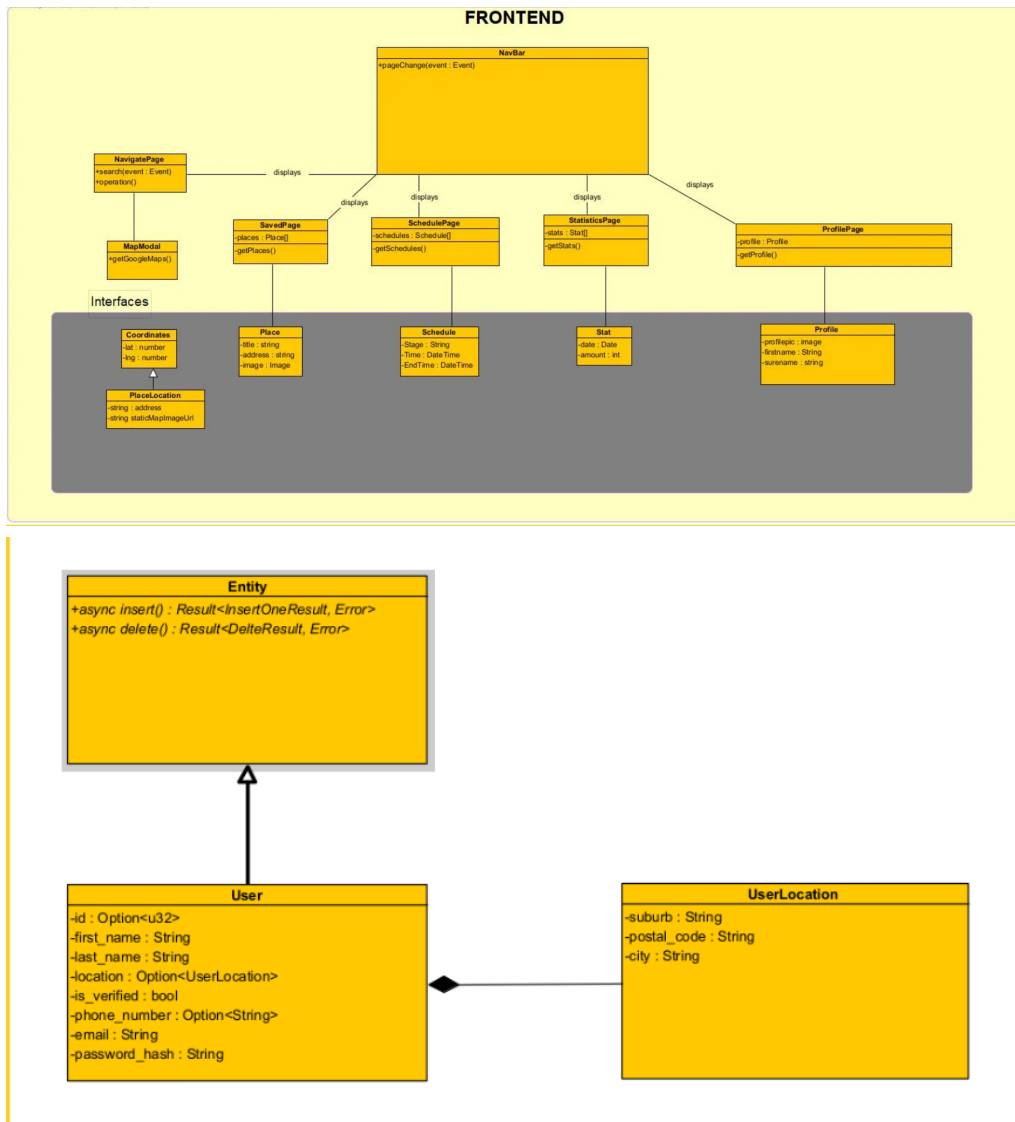 FRONTEND
NavBar
+pageChange(event : Event)
NavigatePage
+search(event : Event)
+operation()
displays
displays
displays
displays
displays
MapModal
+getGoogleMaps()
SavedPage
-places : Place[]
-getPlaces()
SchedulePage
-schedules : Schedule[]
-getSchedules()
StatisticsPage
-stats : Stat[]
-getStats()
ProfilePage
-profile : Profile
-getProfile()
Interfaces
Coordinates
-lat : number
-lng : number
PlaceLocation
-string : address
-string staticMapImageUrl
Place
-title : string
-address : string
-image : Image
Schedule
-Stage : String
-Time : DateTime
-EndTime : DateTime
Stat
-date : Date
-amount : int
Profile
-profilepic : image
-firstname : String
-surename : string
Entity
+async insert() : Result<InsertOneResult, Error>
+async delete() : Result<DelteResult, Error>
User
-id : Option<u32>
-first_name : String
-last_name : String
-location : Option<UserLocation>
-is_verified : bool
-phone_number : Option<String>
-email : String
-password_hash : String
UserLocation
-suburb : String
-postal_code : String
-city : String